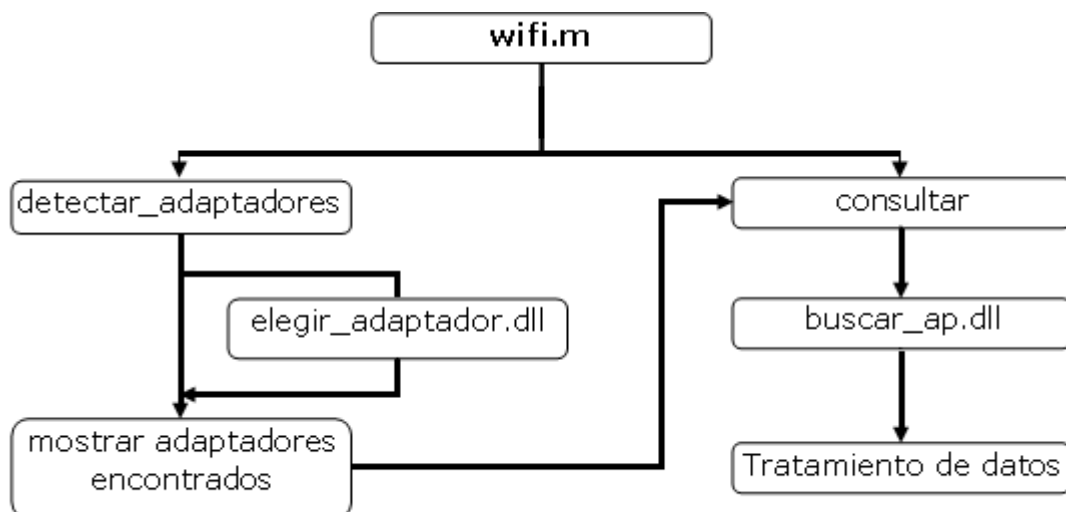 wifi.m
detectar_adaptadores
consultar
elegir_adaptador.dll
buscar_ap.dll
mostrar adaptadores
encontrados
Tratamiento de datos